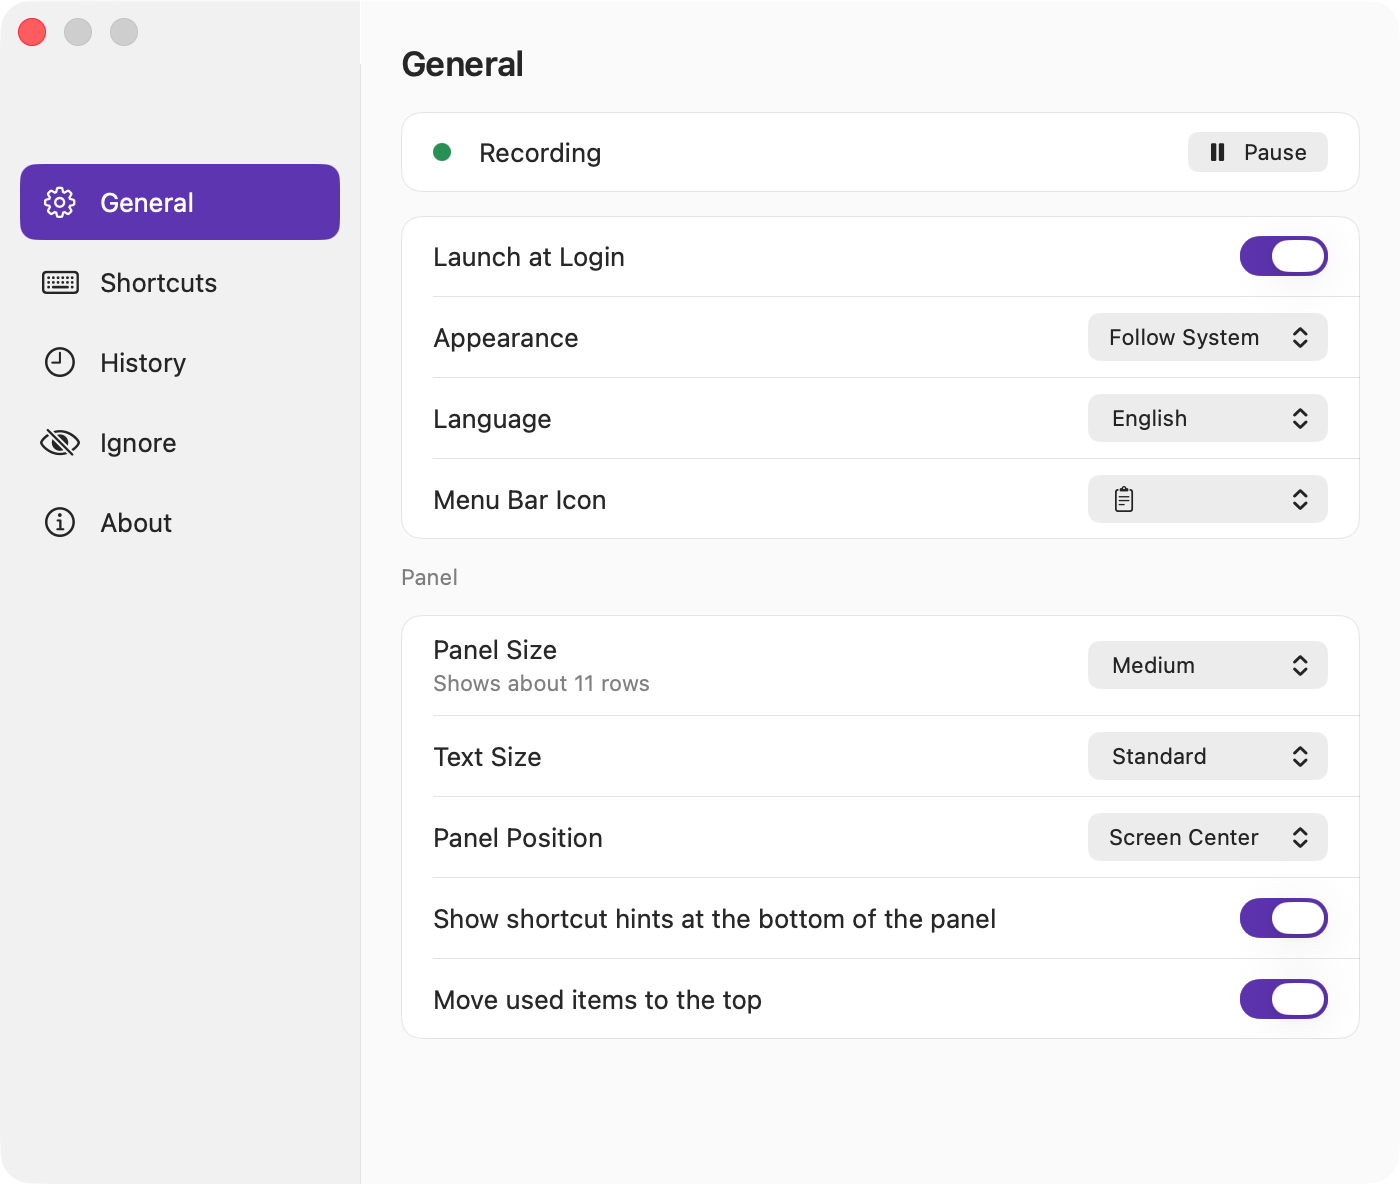 General
Shortcuts
History
Ignore
About
General
Recording
Pause
Launch at Login
Appearance
Follow System
Language
English
Menu Bar Icon
Panel
Panel Size
Shows about 11 rows
Medium
Text Size
Standard
Panel Position
Screen Center
Show shortcut hints at the bottom of the panel
Move used items to the top